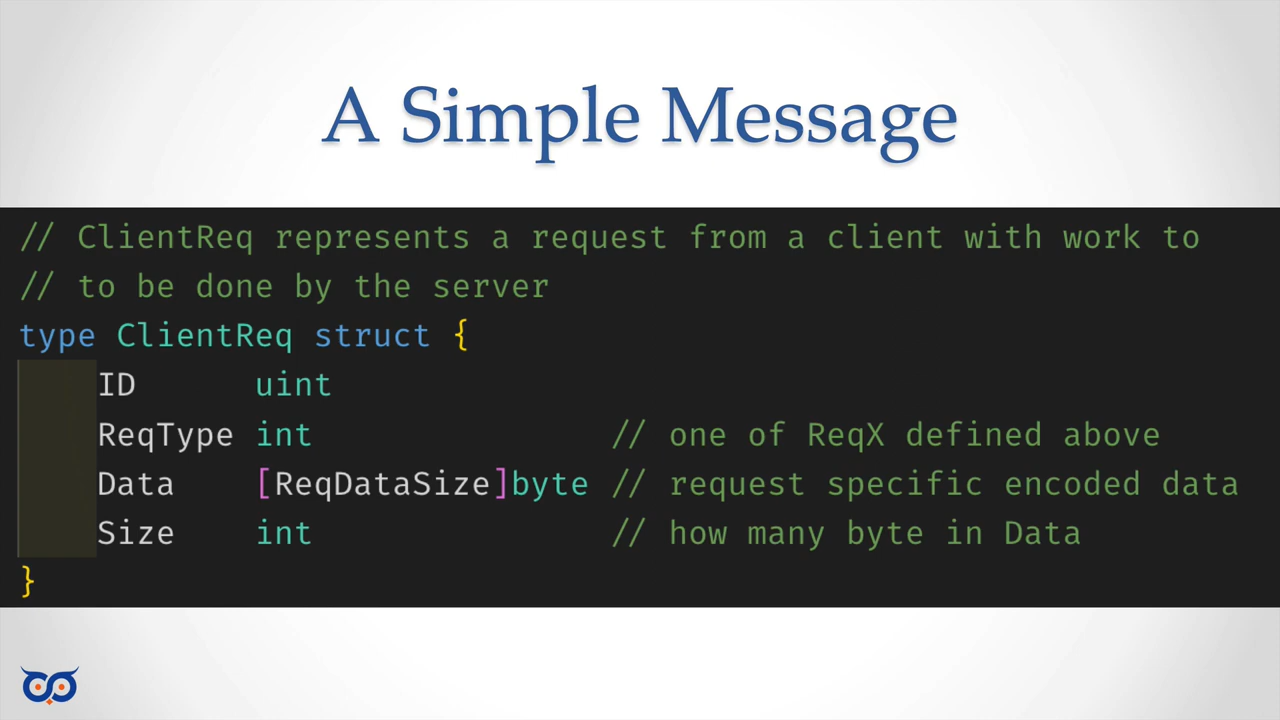 A Simple Message
// ClientReq represents a request from a client with work to
// to be done by the server
type ClientReq struct {
ID uint
ReqType int // one of ReqX defined above
Data [ReqDataSize]byte // request specific encoded data
Size int // how many byte in Data
}